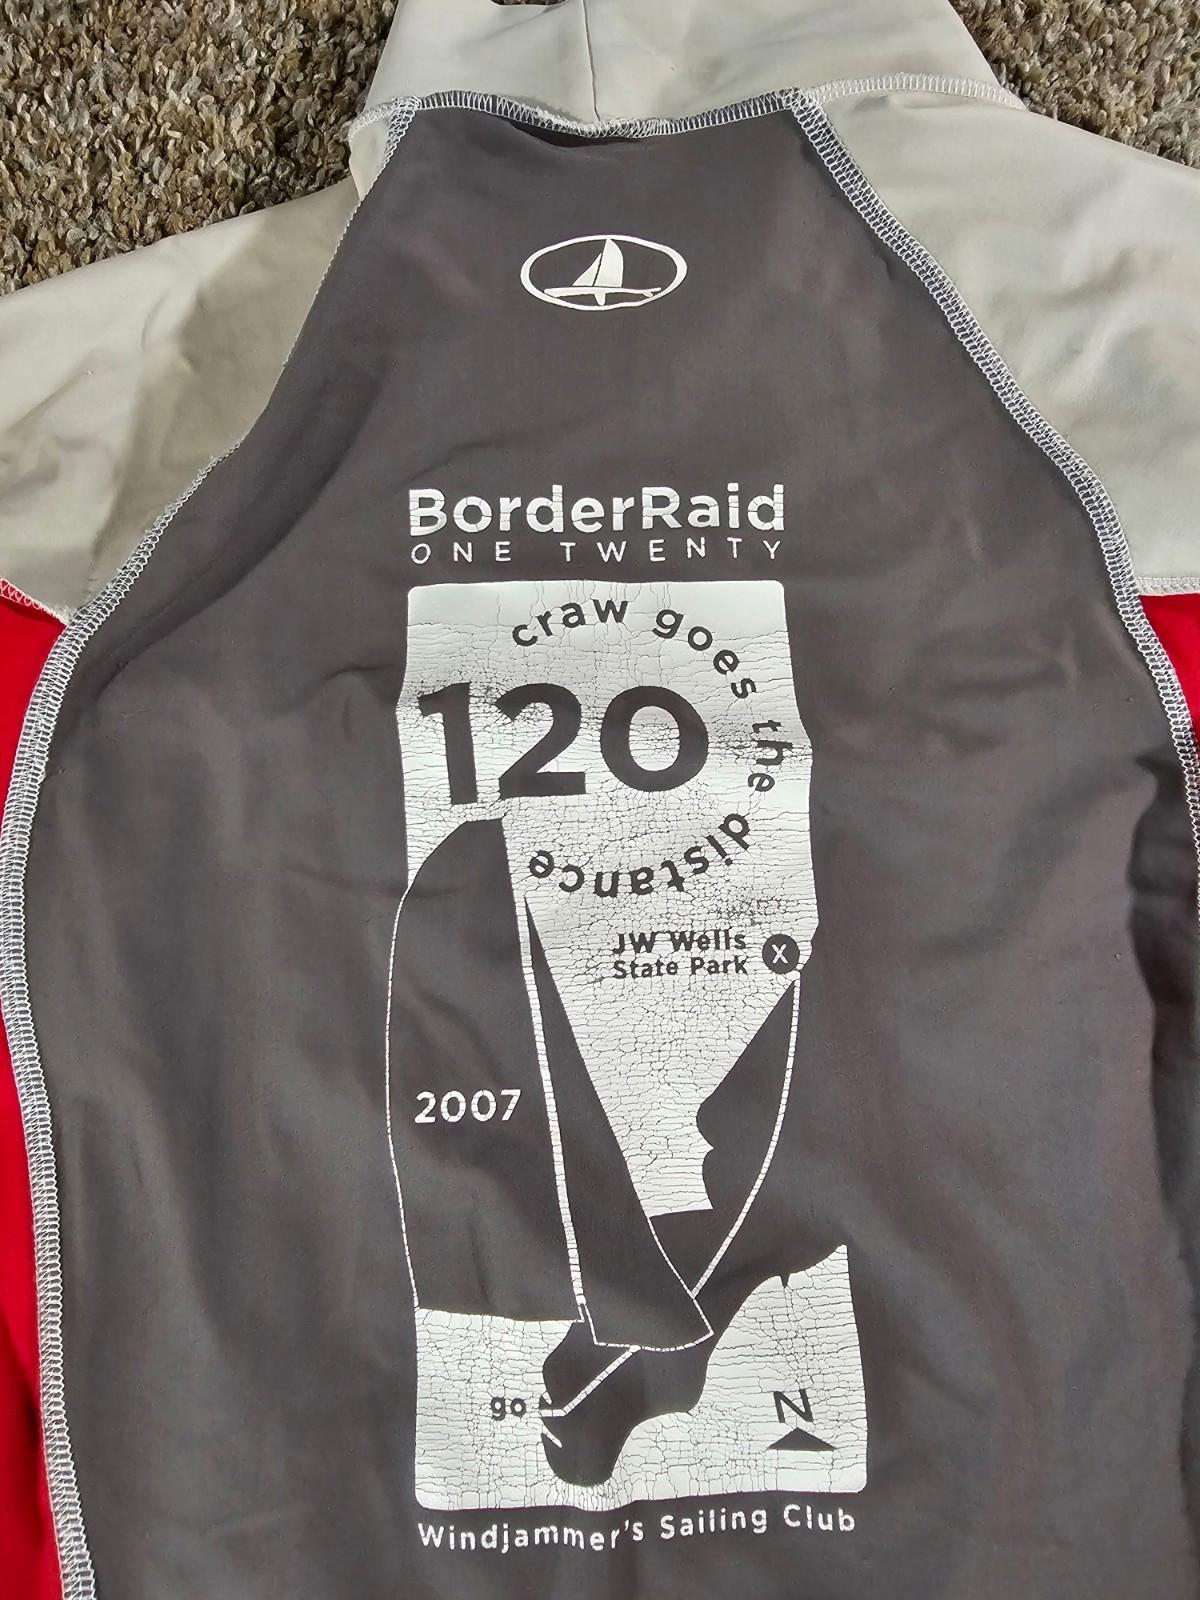 BorderRaid
ONE TWENTY
craw goes the distance
120
JW Wells
State Park
X
2007
go
N
Windjammer's Sailing Club